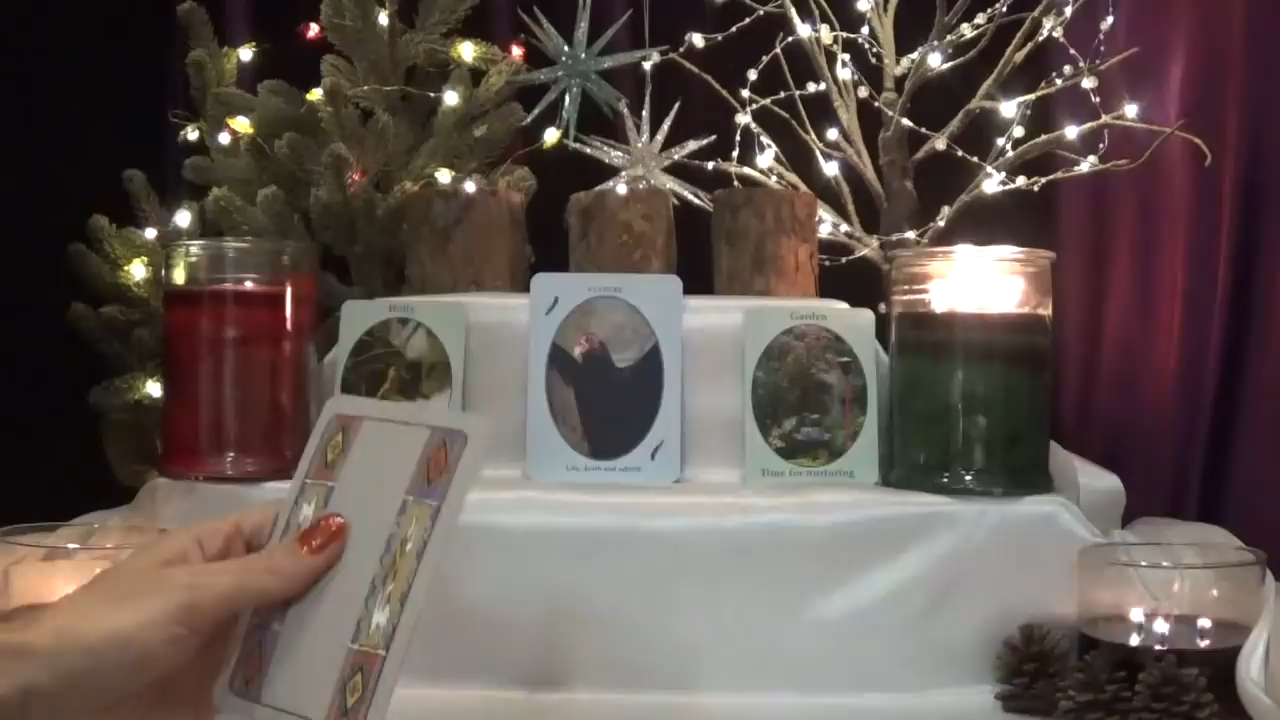 Holly
VULTURE
Life, death and rebirth
Garden
Time for nurturing